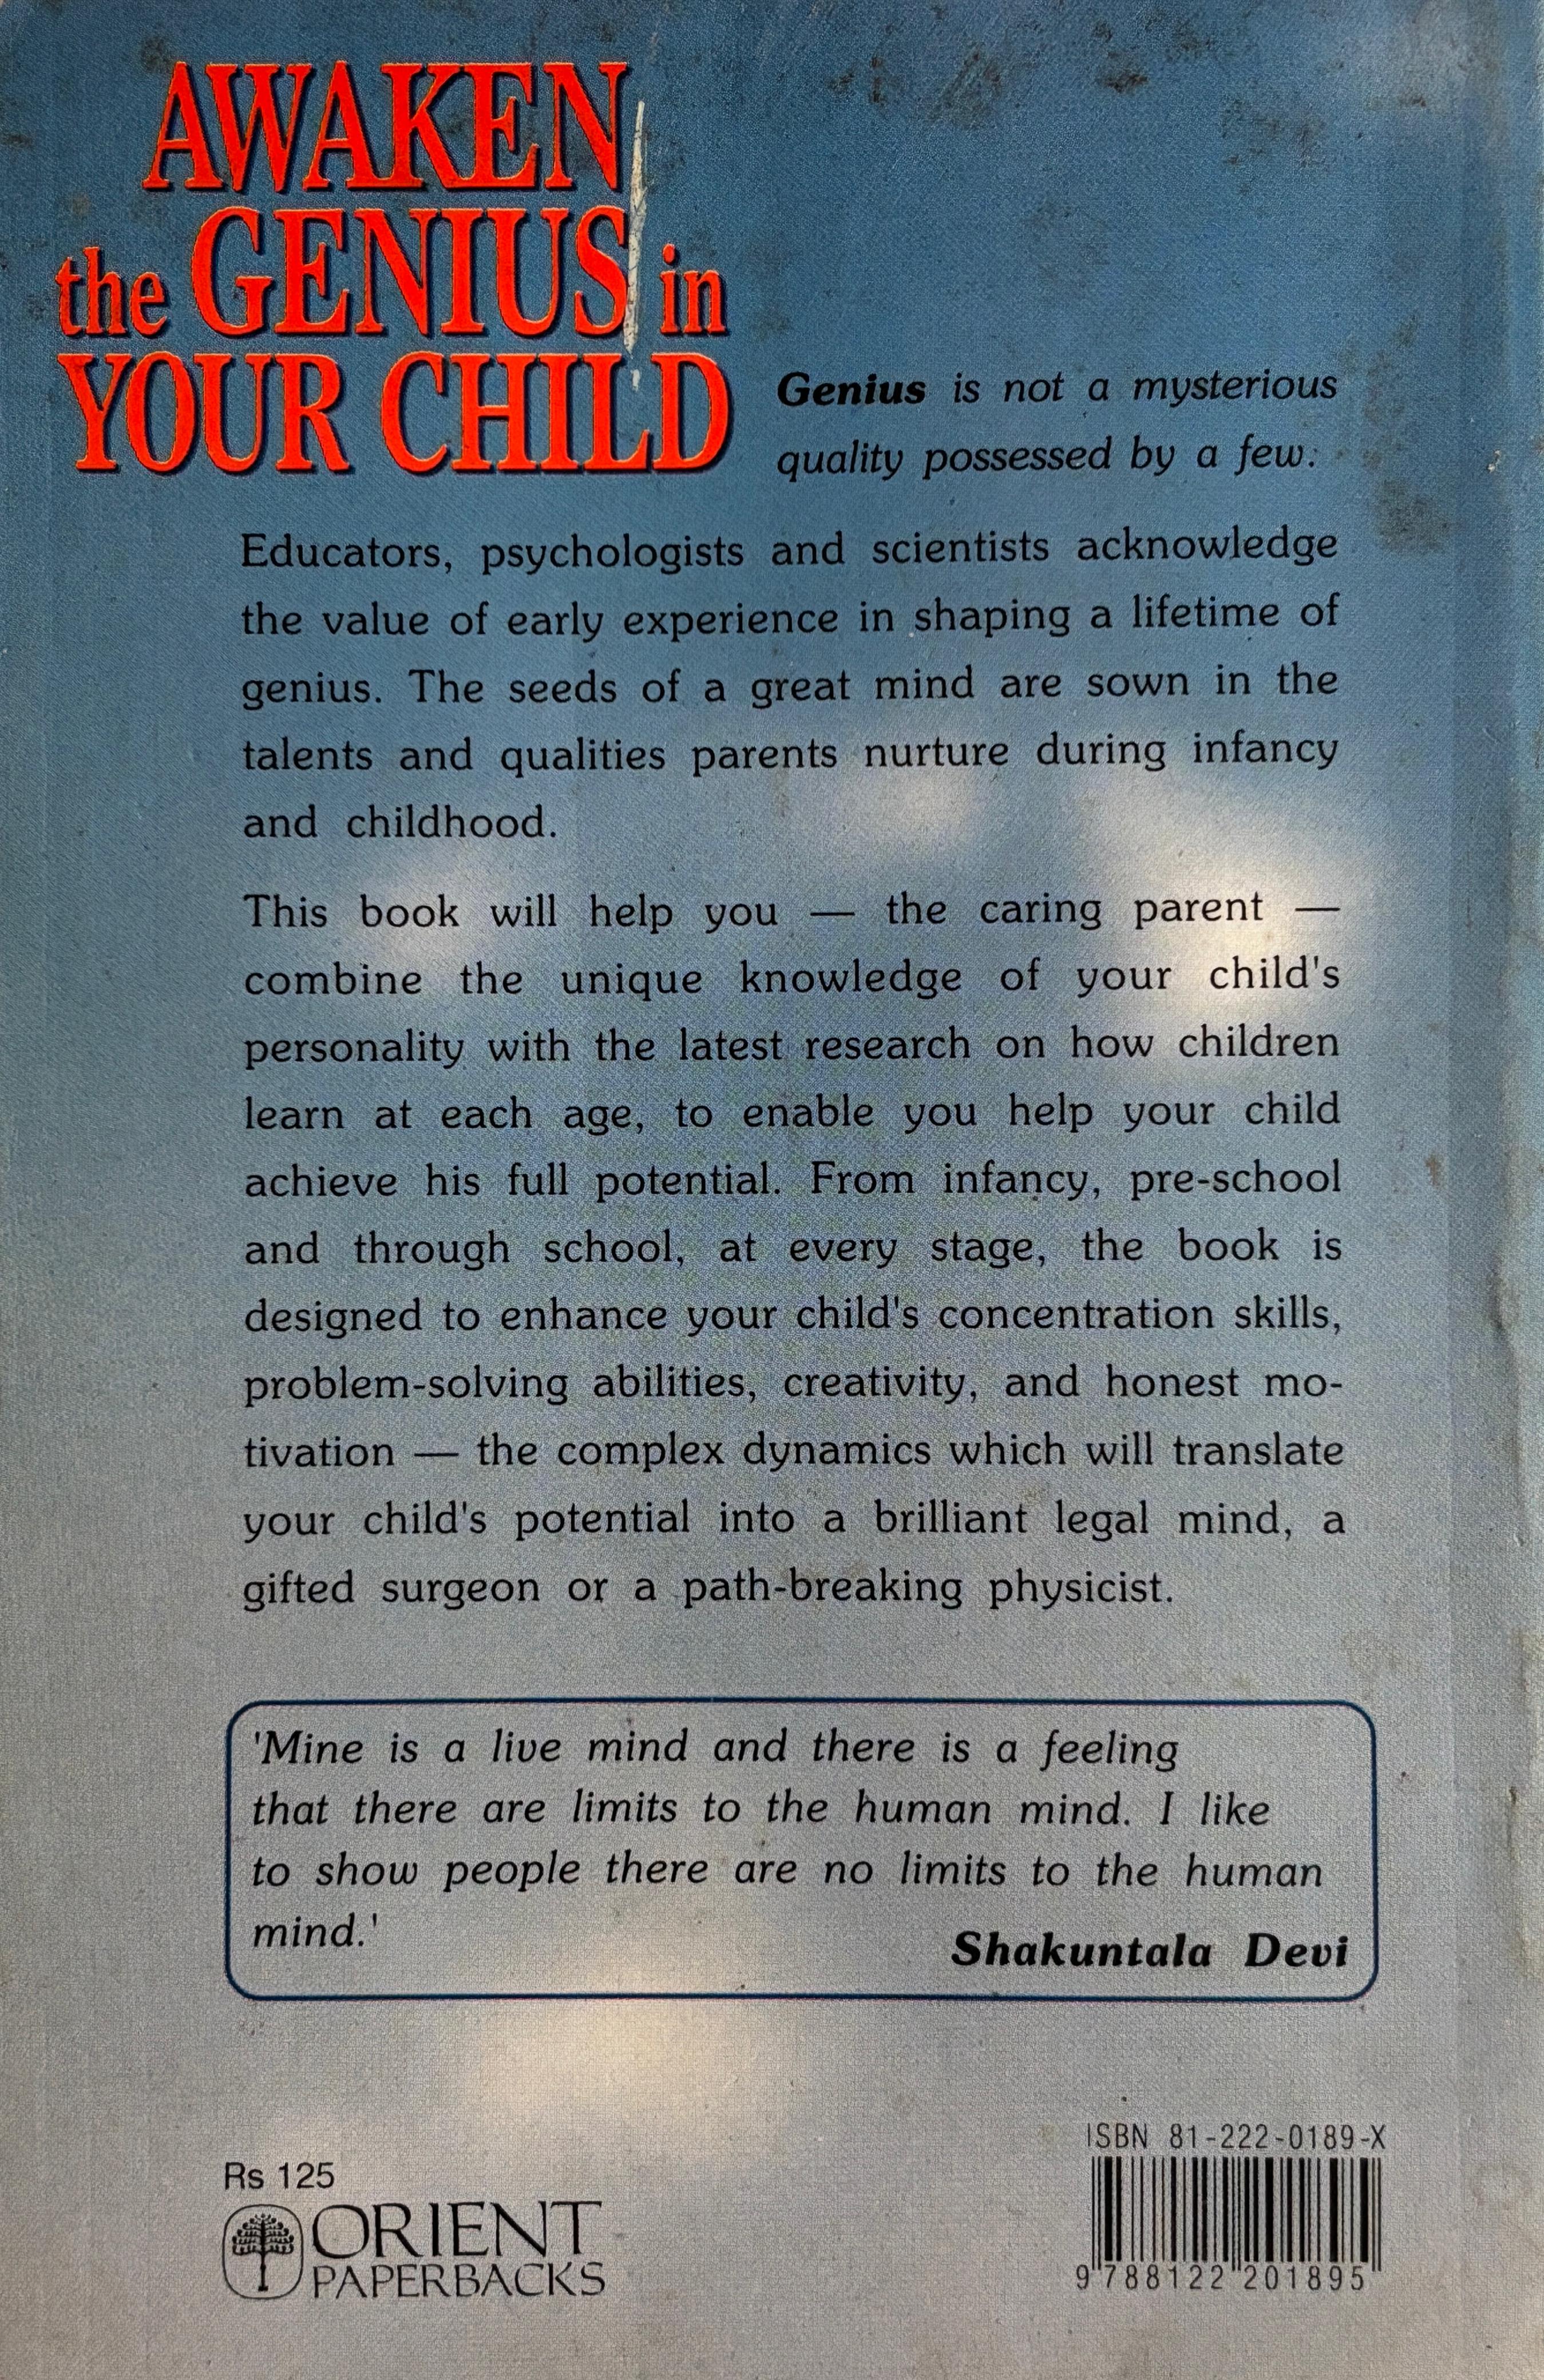 AWAKEN
the GENIUS in
YOUR CHILD
Genius is not a mysterious
quality possessed by a few.
Educators, psychologists and scientists acknowledge
the value of early experience in shaping a lifetime of
genius. The seeds of a great mind are sown in the
talents and qualities parents nurture during infancy
and childhood.
This book will help you — the caring parent —
combine the unique knowledge of your child's
personality with the latest research on how children
learn at each age, to enable you help your child
achieve his full potential. From infancy, pre-school
and through school, at every stage, the book is
designed to enhance your child's concentration skills,
problem-solving abilities, creativity, and honest mo-
tivation — the complex dynamics which will translate
your child's potential into a brilliant legal mind, a
gifted surgeon or a path-breaking physicist.
'Mine is a live mind and there is a feeling
that there are limits to the human mind. I like
to show people there are no limits to the human
mind.'
Shakuntala Devi
ISBN 81-222-0189-X
Rs 125
ORIENT
PAPERBACKS
9 788122 201895